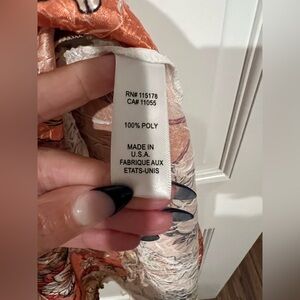 RN# 115178
CA# 11055
100% POLY
MADE IN
U.S.A.
FABRIQUE AUX
ETATS-UNIS